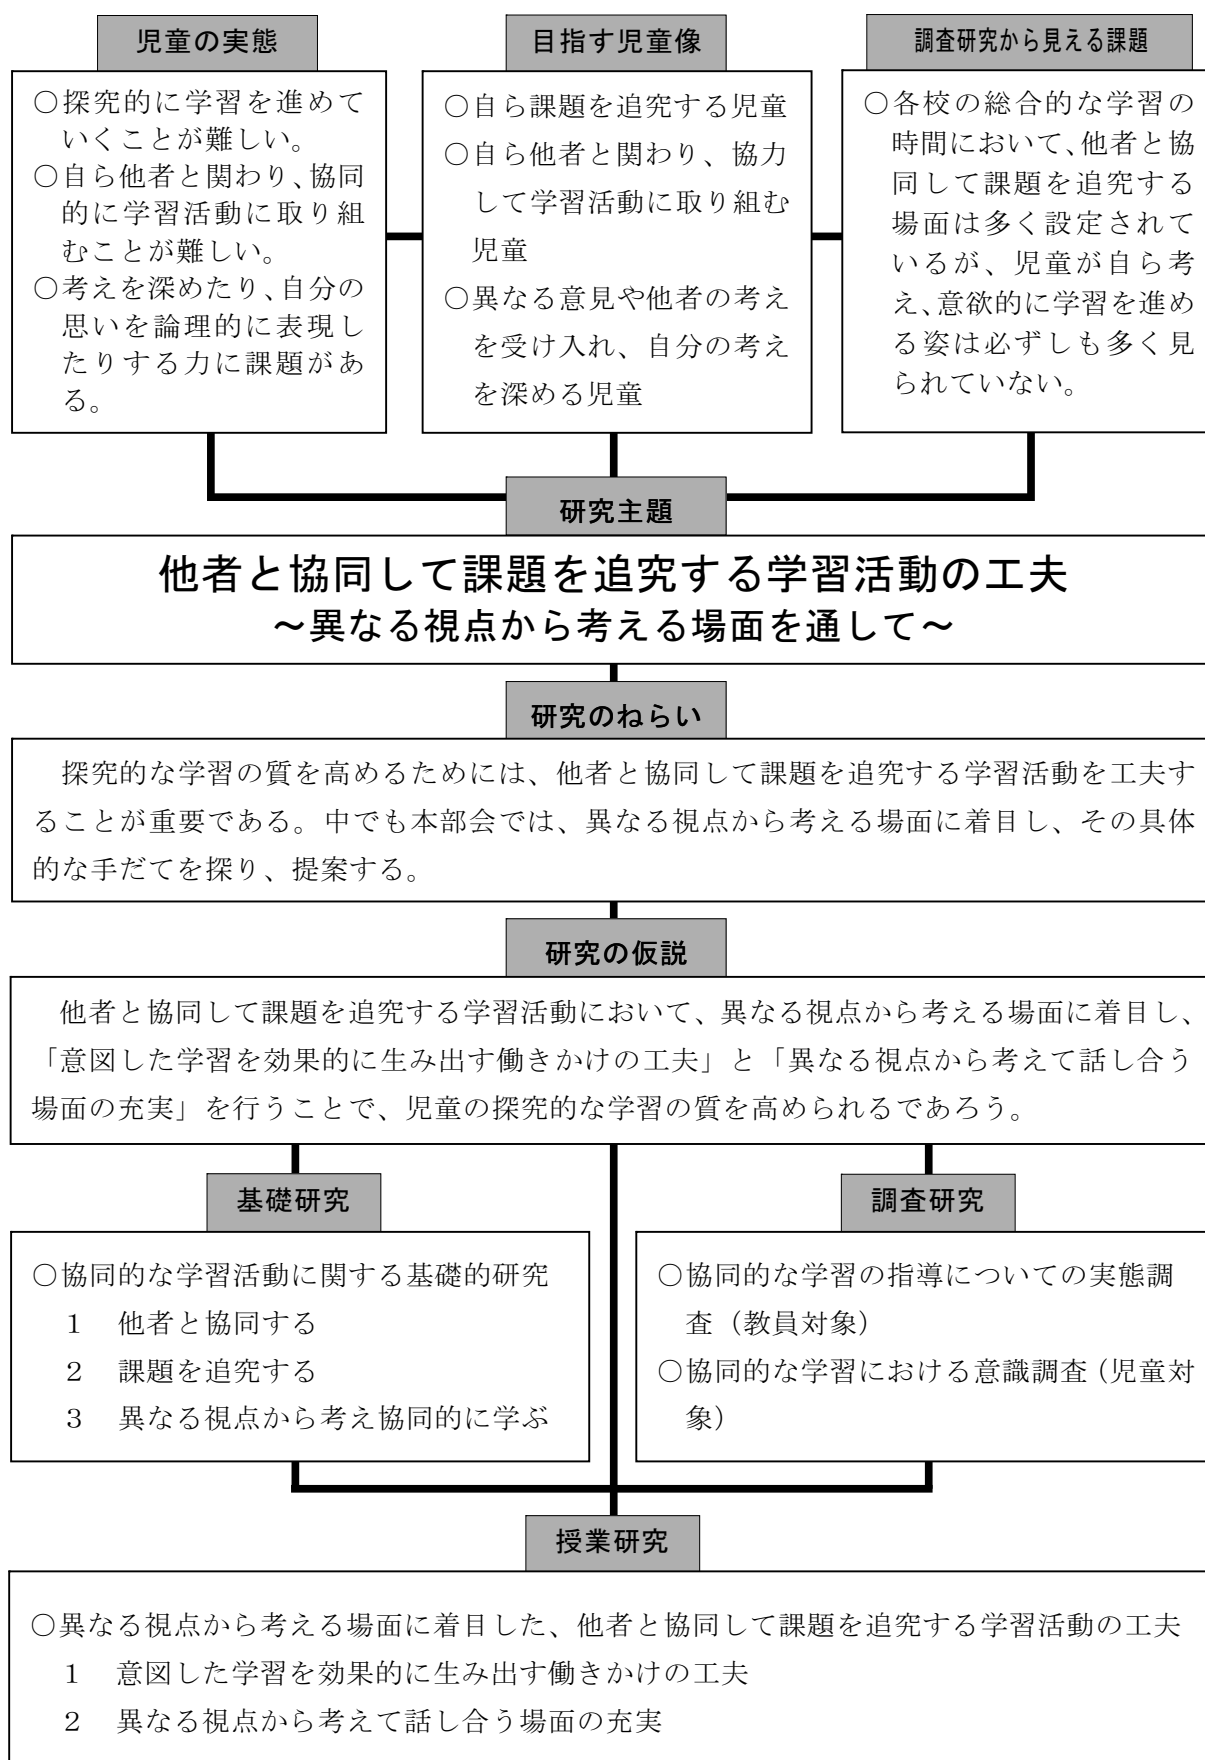 児童の実態
○探究的に学習を進めて
いくことが難しい。
○自ら他者と関わり、協同
的に学習活動に取り組
むことが難しい。
○考えを深めたり、自分の
思いを論理的に表現し
たりする力に課題があ
る。
目指す児童像
○自ら課題を追究する児童
○自ら他者と関わり、協力
して学習活動に取り組む
児童
○異なる意見や他者の考え
を受け入れ、自分の考え
を深める児童
調査研究から見える課題
○各校の総合的な学習の
時間において、他者と協
同して課題を追究する
場面は多く設定されて
いるが、児童が自ら考
え、意欲的に学習を進め
る姿は必ずしも多く見
られていない。
研究主題
他者と協同して課題を追究する学習活動の工夫
～異なる視点から考える場面を通して～
研究のねらい
探究的な学習の質を高めるためには、他者と協同して課題を追究する学習活動を工夫す
ることが重要である。中でも本部会では、異なる視点から考える場面に着目し、その具体
的な手だてを探り、提案する。
研究の仮説
他者と協同して課題を追究する学習活動において、異なる視点から考える場面に着目し、
「意図した学習を効果的に生み出す働きかけの工夫」と「異なる視点から考えて話し合う
場面の充実」を行うことで、児童の探究的な学習の質を高められるであろう。
基礎研究
○協同的な学習活動に関する基礎的研究
１ 他者と協同する
２ 課題を追究する
３ 異なる視点から考え協同的に学ぶ
調査研究
○協同的な学習の指導についての実態調
査（教員対象）
○協同的な学習における意識調査（児童対
象）
授業研究
○異なる視点から考える場面に着目した、他者と協同して課題を追究する学習活動の工夫
１ 意図した学習を効果的に生み出す働きかけの工夫
２ 異なる視点から考えて話し合う場面の充実